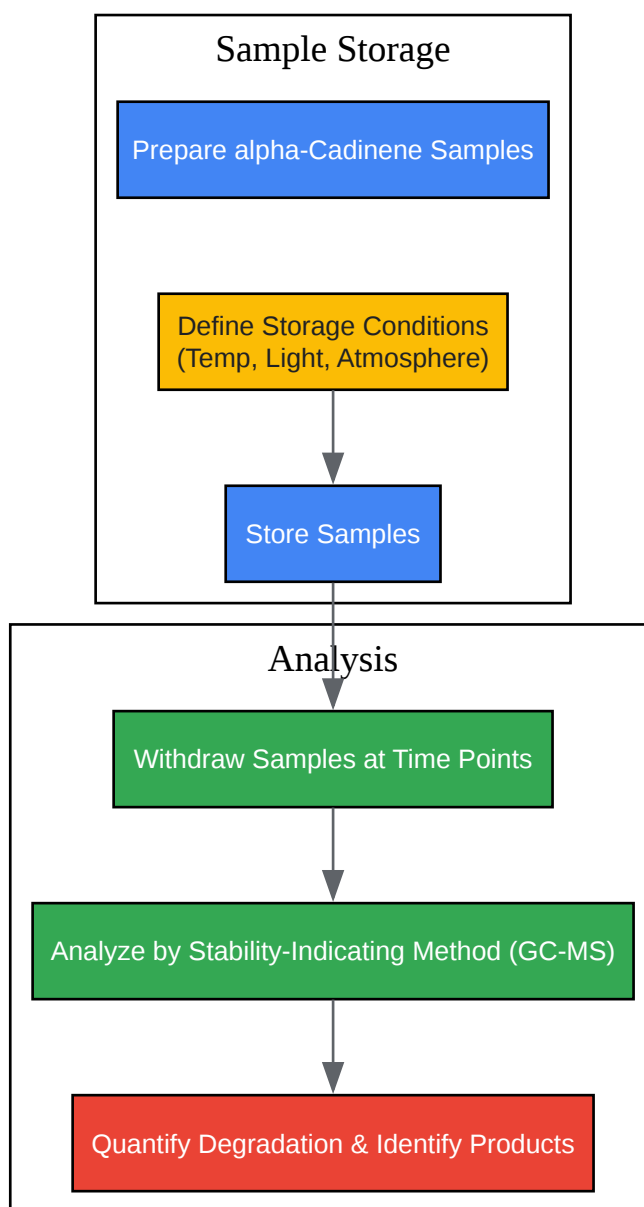 Sample Storage
Prepare alpha-Cadinene Samples
Define Storage Conditions
(Temp, Light, Atmosphere)
Store Samples
Analysis
Withdraw Samples at Time Points
Analyze by Stability-Indicating Method (GC-MS)
Quantify Degradation & Identify Products